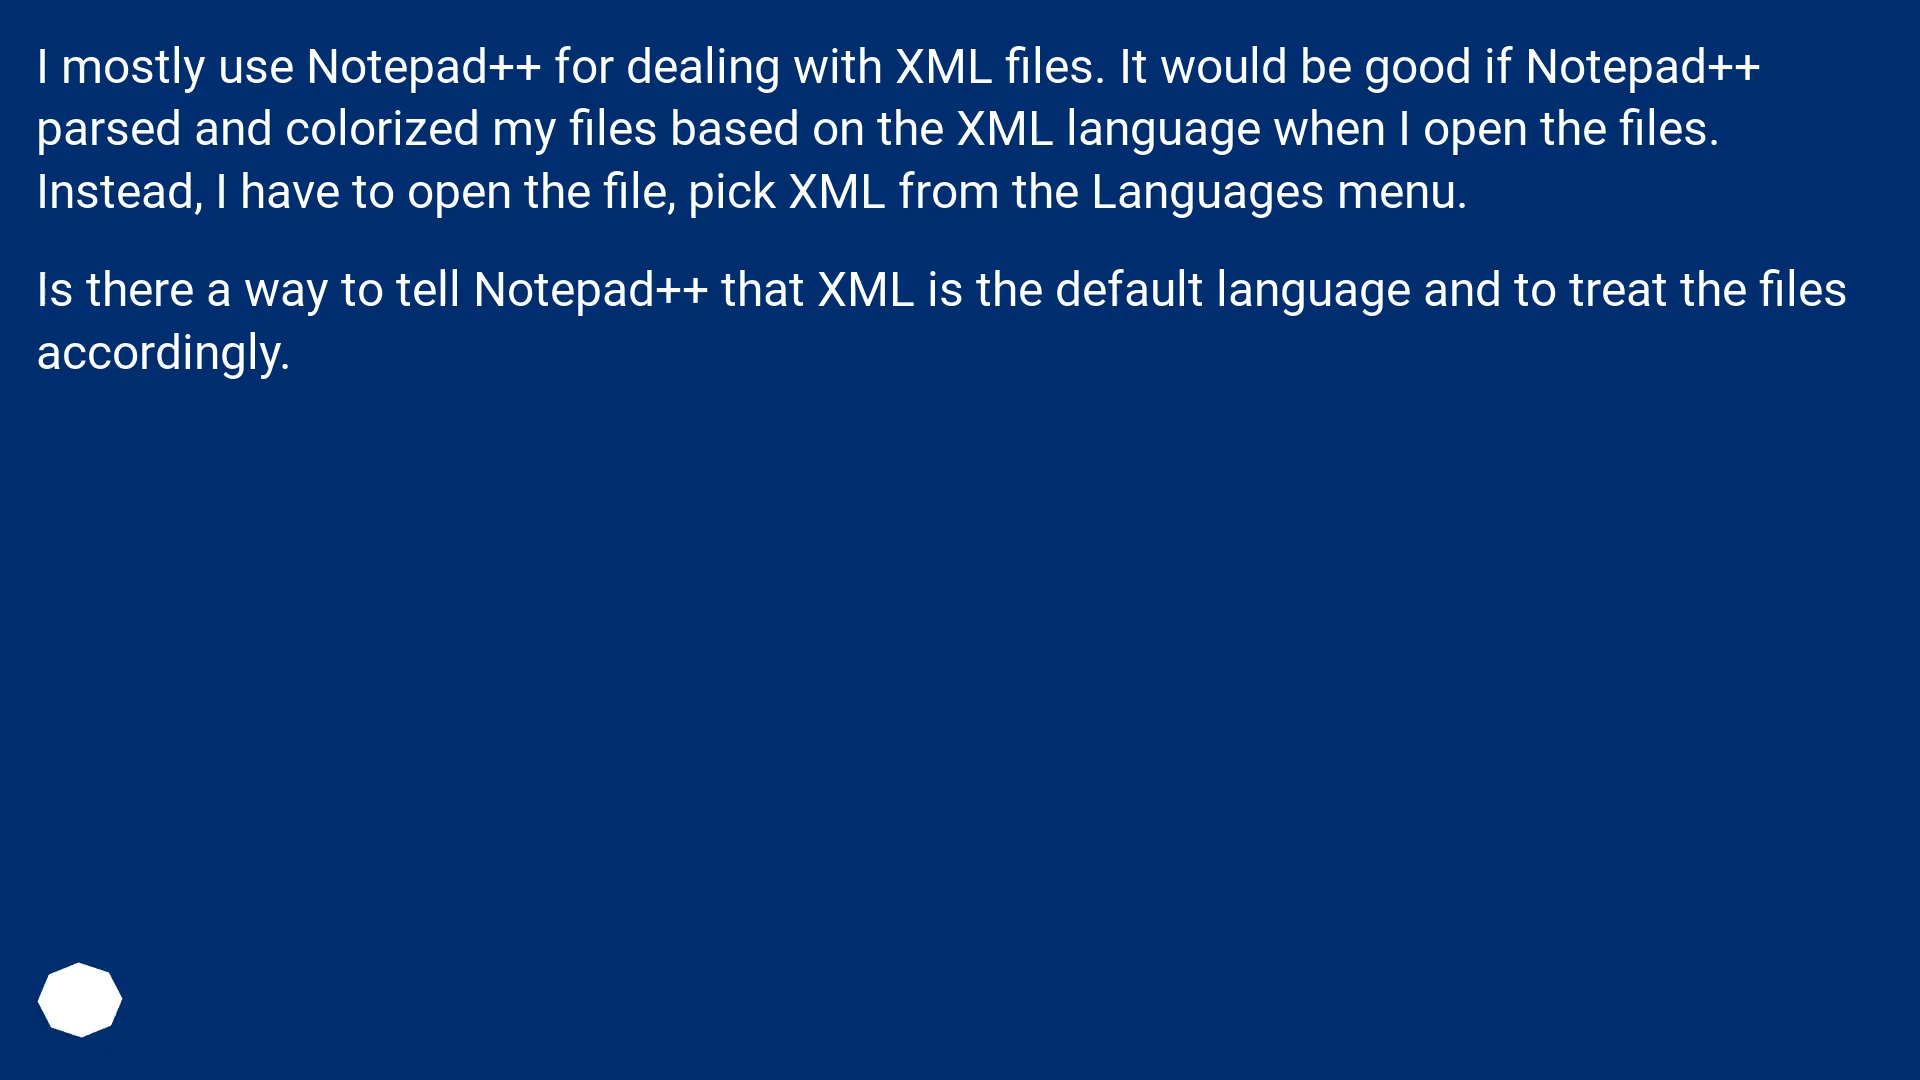 I mostly use Notepad++ for dealing with XML files. It would be good if Notepad++
parsed and colorized my files based on the XML language when I open the files.
Instead, I have to open the file, pick XML from the Languages menu.
Is there a way to tell Notepad++ that XML is the default language and to treat the files
accordingly.